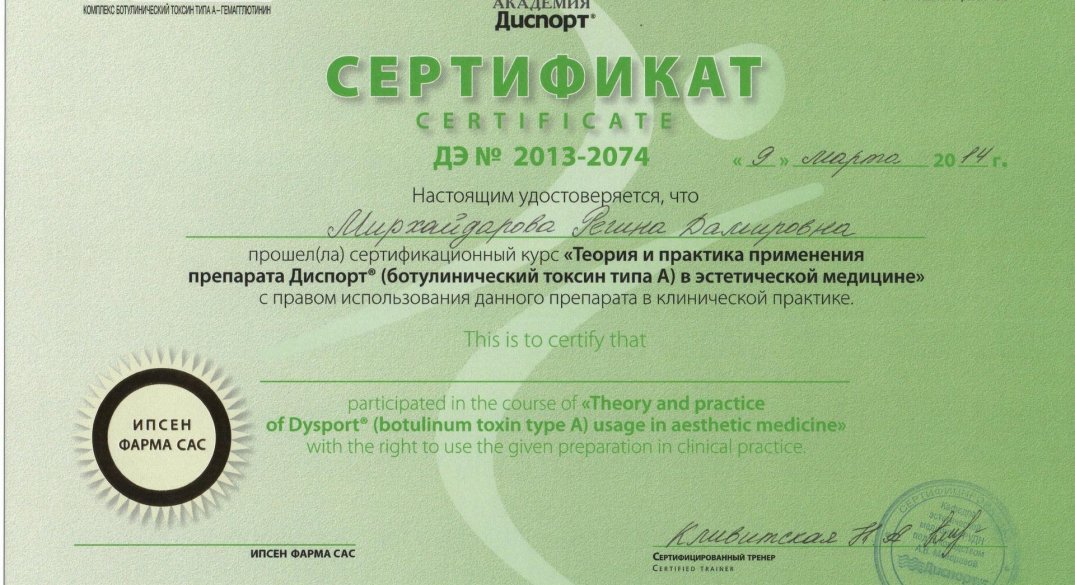 КОМПЛЕКС БОТУЛИНИЧЕСКИЙ ТОКСИН ТИПА А – ГЕМАГГЛЮТИНИН
АКАДЕМИЯ
Диспорт®
СЕРТИФИКАТ
CERTIFICATE
ДЭ № 2013-2074
« 9 » марта 2014 г.
Настоящим удостоверяется, что
Мирхайдарова Регина Дамировна
прошел(ла) сертификационный курс «Теория и практика применения
препарата Диспорт® (ботулинический токсин типа А) в эстетической медицине»
с правом использования данного препарата в клинической практике.
This is to certify that
participated in the course of «Theory and practice
of Dysport® (botulinum toxin type A) usage in aesthetic medicine»
with the right to use the given preparation in clinical practice.
ИПСЕН
ФАРМА САС
ИПСЕН ФАРМА САС
Кривитская Н А
СЕРТИФИЦИРОВАННЫЙ ТРЕНЕР
CERTIFIED TRAINER
Диспорт